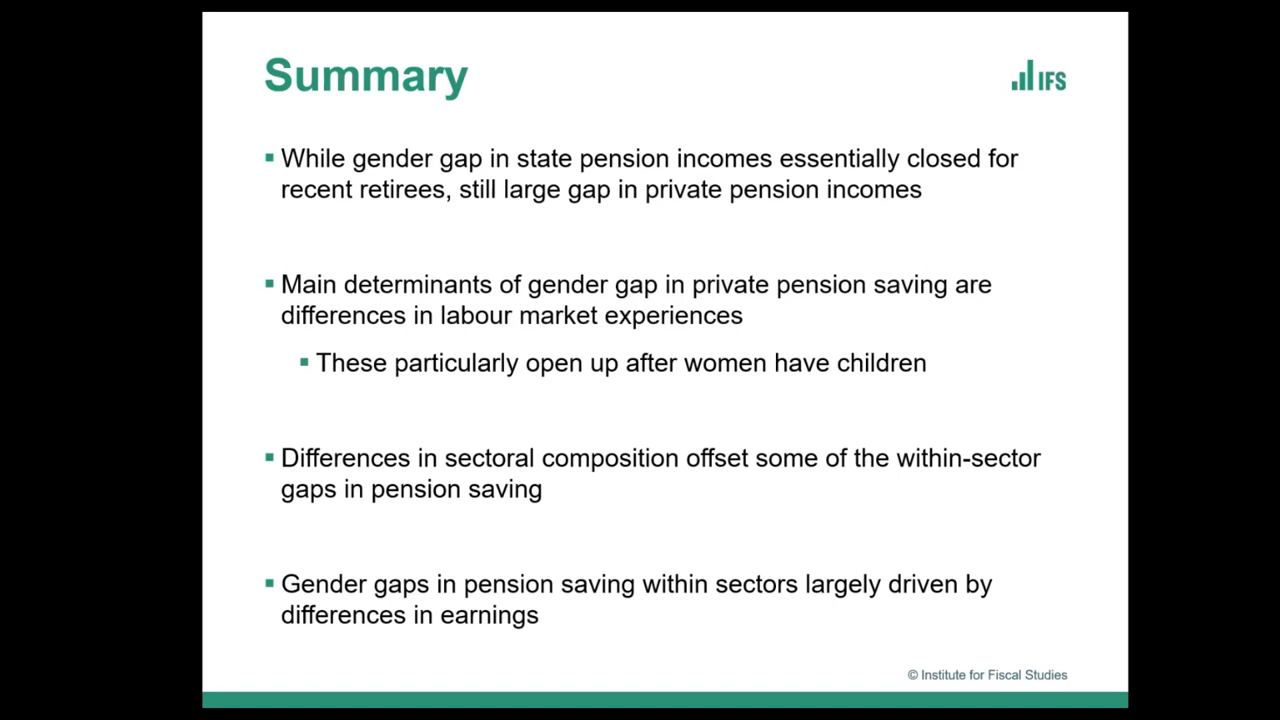 Summary
IFS
▪ While gender gap in state pension incomes essentially closed for
recent retirees, still large gap in private pension incomes
▪ Main determinants of gender gap in private pension saving are
differences in labour market experiences
▪ These particularly open up after women have children
▪ Differences in sectoral composition offset some of the within-sector
gaps in pension saving
▪ Gender gaps in pension saving within sectors largely driven by
differences in earnings
© Institute for Fiscal Studies